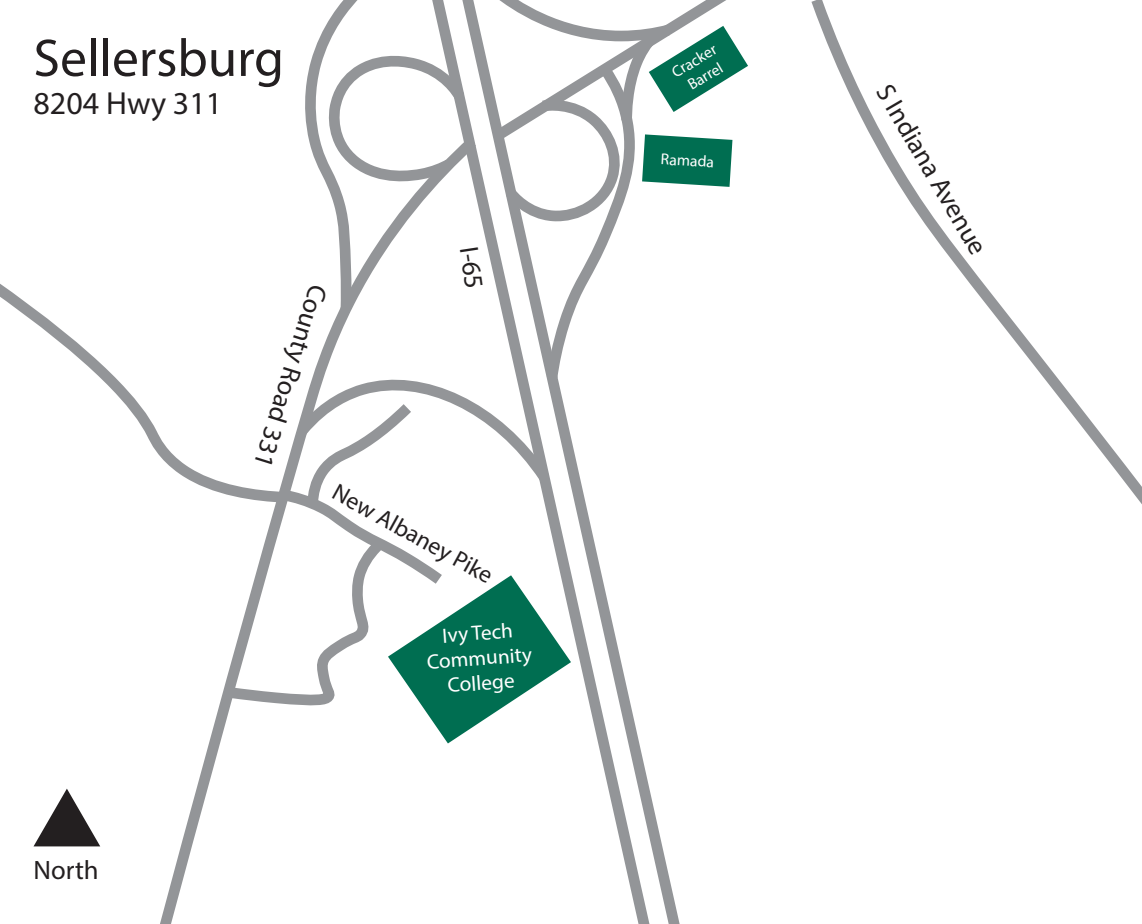 Sellersburg
8204 Hwy 311
Cracker
Barrel
Ramada
S Indiana Avenue
I-65
County Road 331
New Albaney Pike
Ivy Tech
Community
College
North